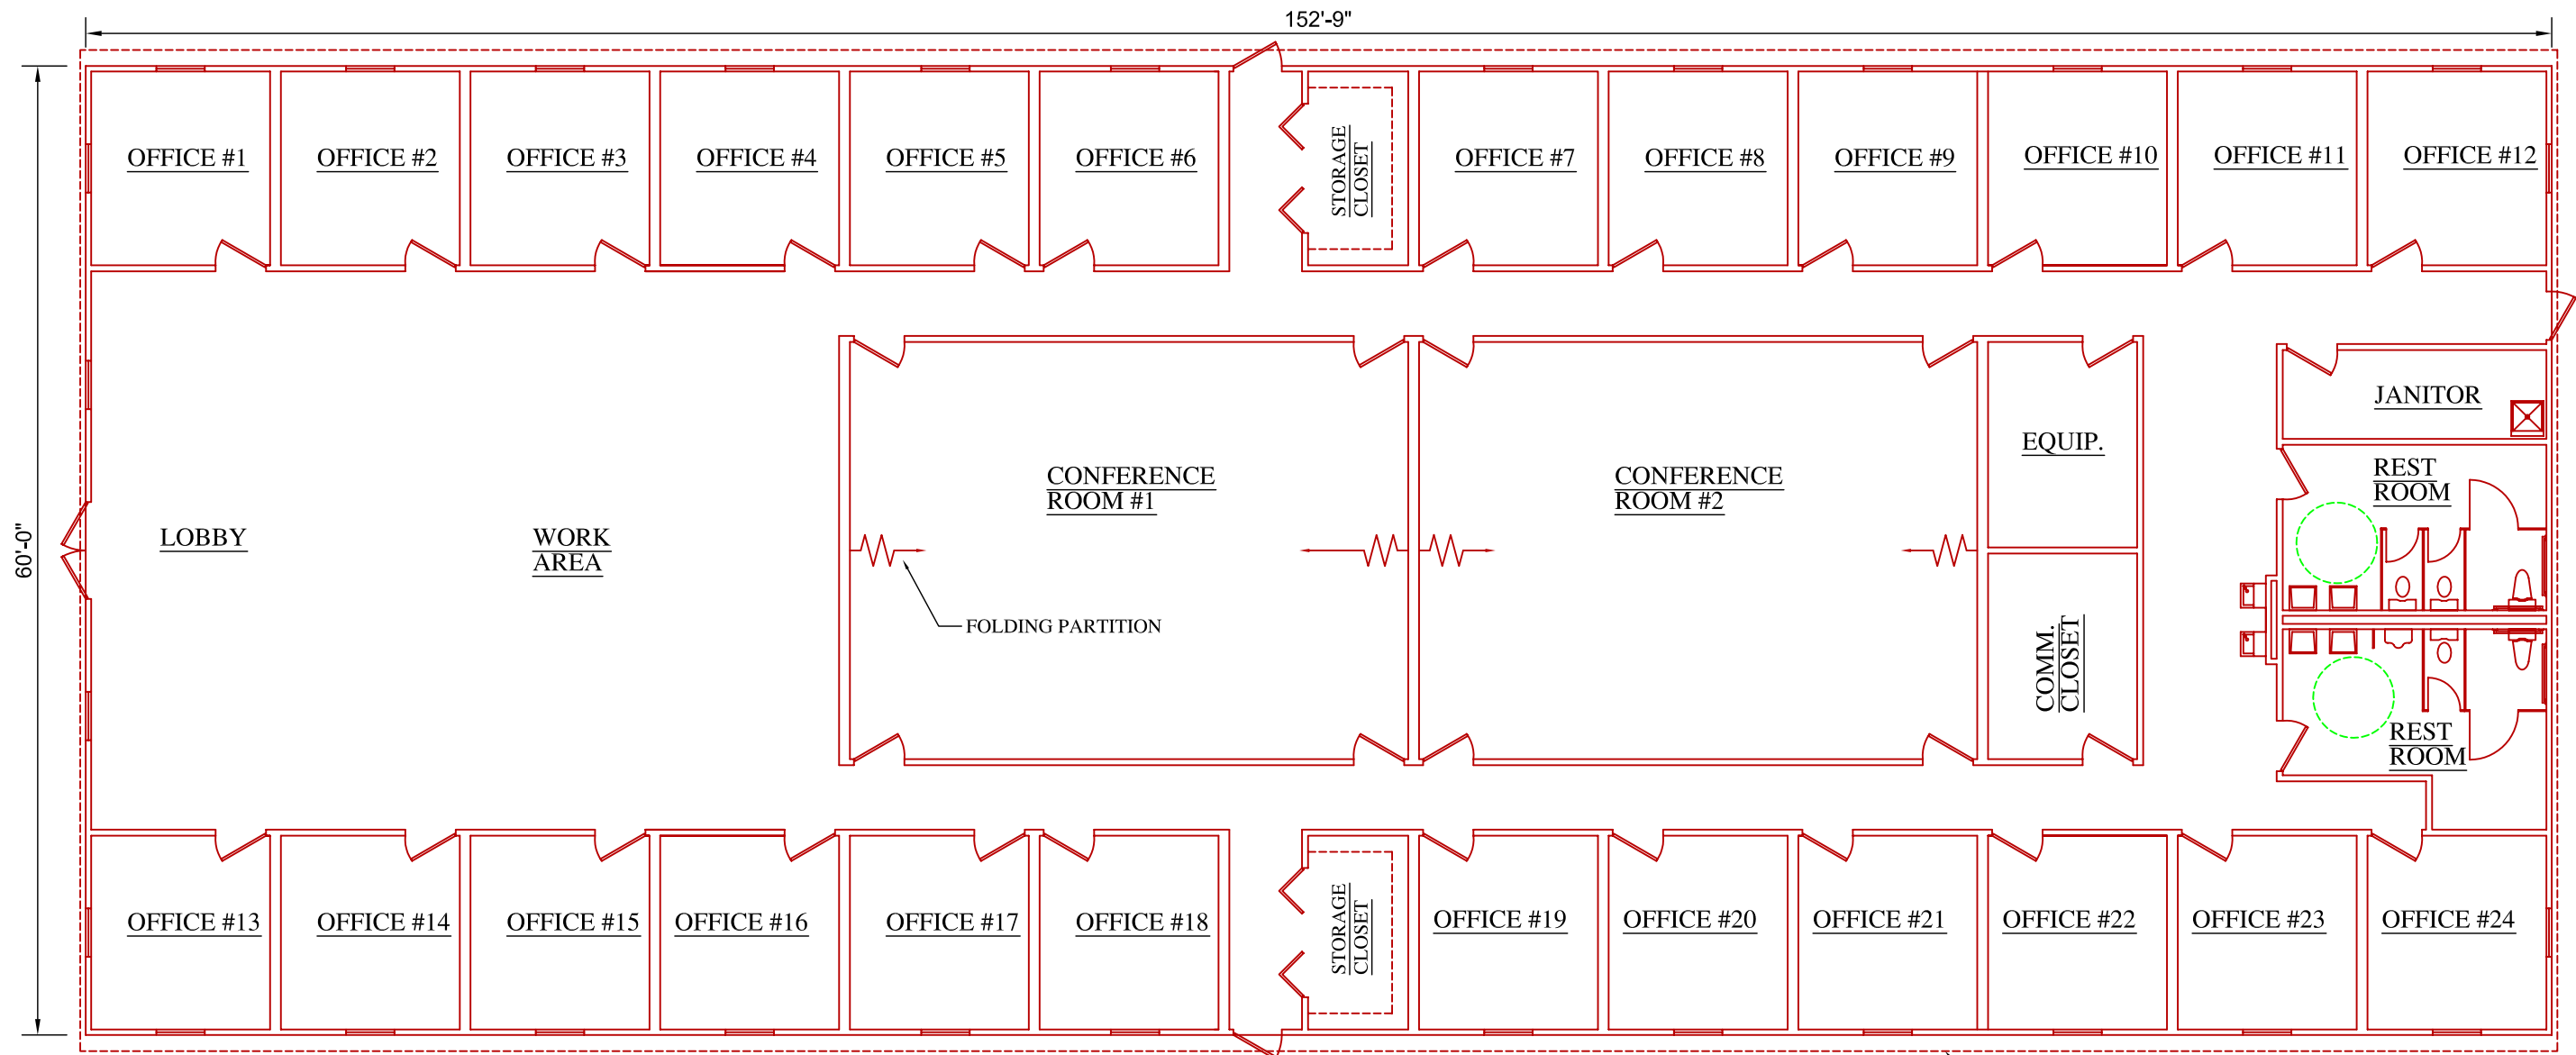 152'-9"
60'-0"
OFFICE #1
OFFICE #2
OFFICE #3
OFFICE #4
OFFICE #5
OFFICE #6
STORAGE
CLOSET
OFFICE #7
OFFICE #8
OFFICE #9
OFFICE #10
OFFICE #11
OFFICE #12
LOBBY
WORK
AREA
CONFERENCE
ROOM #1
FOLDING PARTITION
CONFERENCE
ROOM #2
EQUIP.
COMM.
CLOSET
JANITOR
REST
ROOM
REST
ROOM
OFFICE #13
OFFICE #14
OFFICE #15
OFFICE #16
OFFICE #17
OFFICE #18
STORAGE
CLOSET
OFFICE #19
OFFICE #20
OFFICE #21
OFFICE #22
OFFICE #23
OFFICE #24